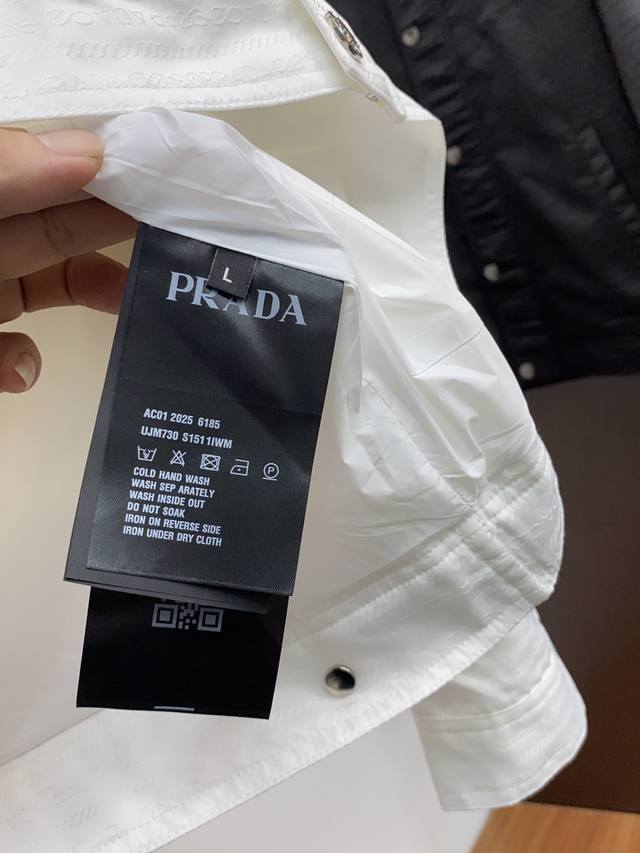 L
PRADA
AC01 2025 6185
UJM730 S1511IWM
COLD HAND WASH
WASH SEP ARATELY
WASH INSIDE OUT
DO NOT SOAK
IRON ON REVERSE SIDE
IRON UNDER DRY CLOTH